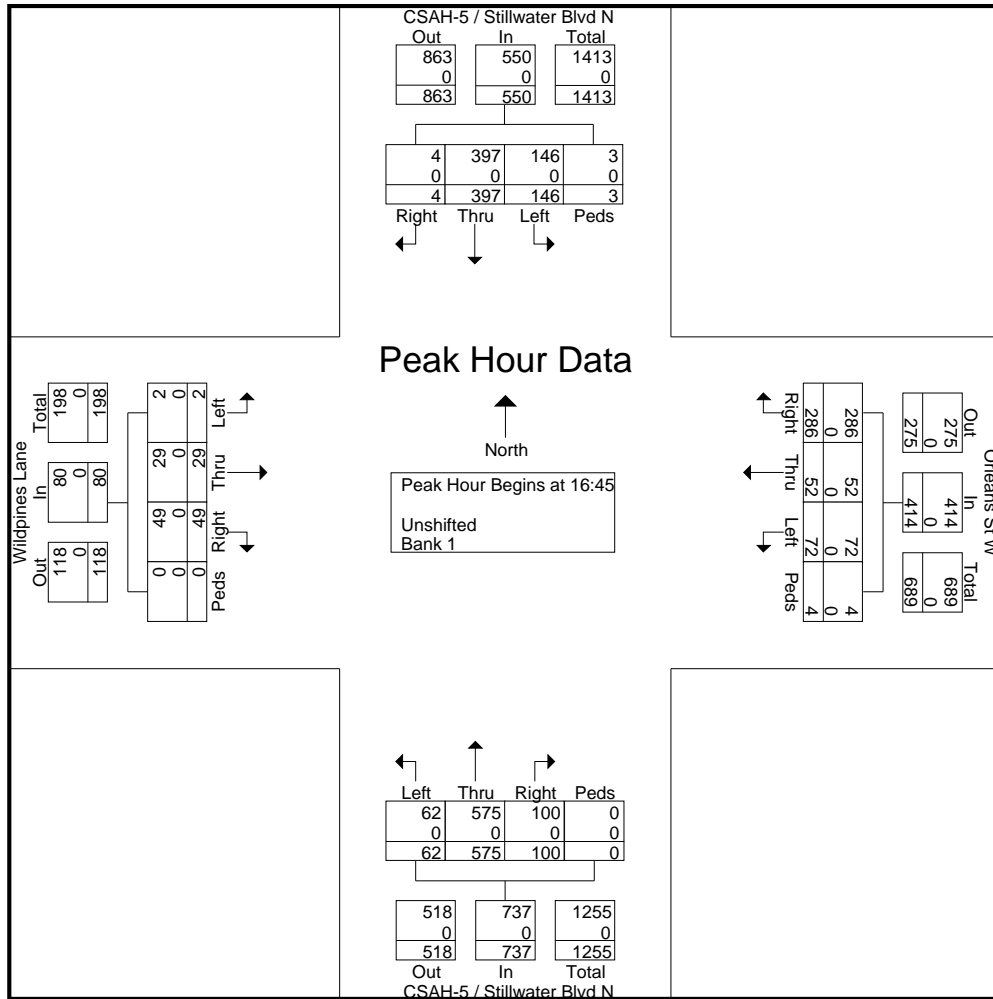 CSAH-5 / Stillwater Blvd N
Out In Total
863 550 1413
0 0 0
863 550 1413
4 397 146 3
0 0 0 0
4 397 146 3
Right Thru Left Peds
Peak Hour Data
North
Peak Hour Begins at 16:45
Unshifted
Bank 1
Wildpines Lane
Out In Total
118 80 198
0 0 0
118 80 198
0 49 29 2
0 0 0 0
0 49 29 2
Peds Right Thru Left
Orleans St W
Out In Total
275 414 689
0 0 0
275 414 689
286 52 72 4
0 0 0 0
286 52 72 4
Right Thru Left Peds
Left Thru Right Peds
62 575 100 0
0 0 0 0
62 575 100 0
518 737 1255
0 0 0
518 737 1255
Out In Total
CSAH-5 / Stillwater Blvd N